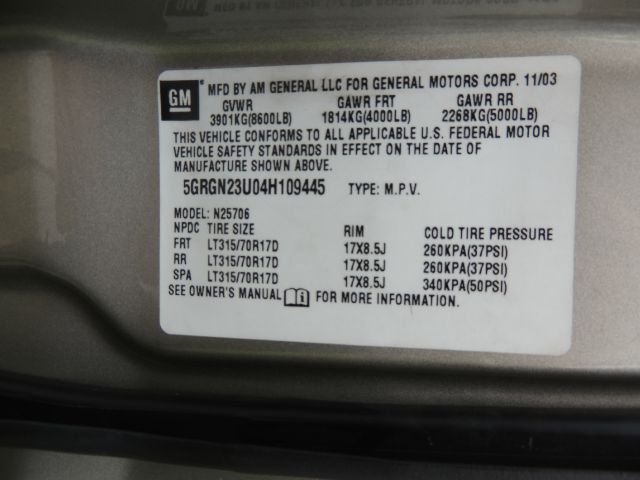 GM MFD BY AM GENERAL LLC FOR GENERAL MOTORS CORP. 11/03
GVWR GAWR FRT GAWR RR
3901KG(8600LB) 1814KG(4000LB) 2268KG(5000LB)
THIS VEHICLE CONFORMS TO ALL APPLICABLE U.S. FEDERAL MOTOR
VEHICLE SAFETY STANDARDS IN EFFECT ON THE DATE OF
MANUFACTURE SHOWN ABOVE.
5GRGN23U04H109445 TYPE: M.P.V.
MODEL: N25706
NPDC TIRE SIZE RIM COLD TIRE PRESSURE
FRT LT315/70R17D 17X8.5J 260KPA(37PSI)
RR LT315/70R17D 17X8.5J 260KPA(37PSI)
SPA LT315/70R17D 17X8.5J 340KPA(50PSI)
SEE OWNER'S MANUAL FOR MORE INFORMATION.